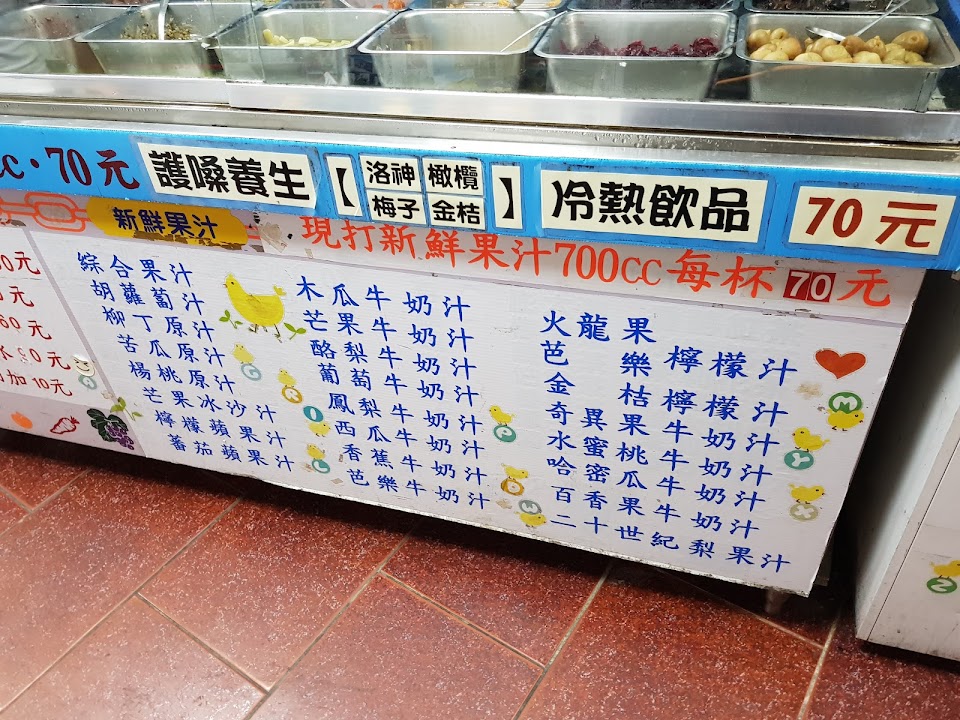 cc·70元 護嗓養生【洛神 橄欖 梅子 金桔】冷熱飲品 70元
新鮮果汁
現打新鮮果汁700CC每杯70元
0元
元
60元
加10元
綜合果汁
胡蘿蔔汁
柳丁原汁
苦瓜原汁
楊桃原汁
芒果冰沙汁
檸檬蘋果汁
蕃茄蘋果汁
木瓜牛奶汁
芒果牛奶汁
酪梨牛奶汁
葡萄牛奶汁
鳳梨牛奶汁
西瓜牛奶汁
香蕉牛奶汁
芭樂牛奶汁
火龍果
芭樂檸檬汁
金桔檸檬汁
奇異果牛奶汁
水蜜桃牛奶汁
哈密瓜牛奶汁
百香果牛奶汁
二十世紀梨果汁